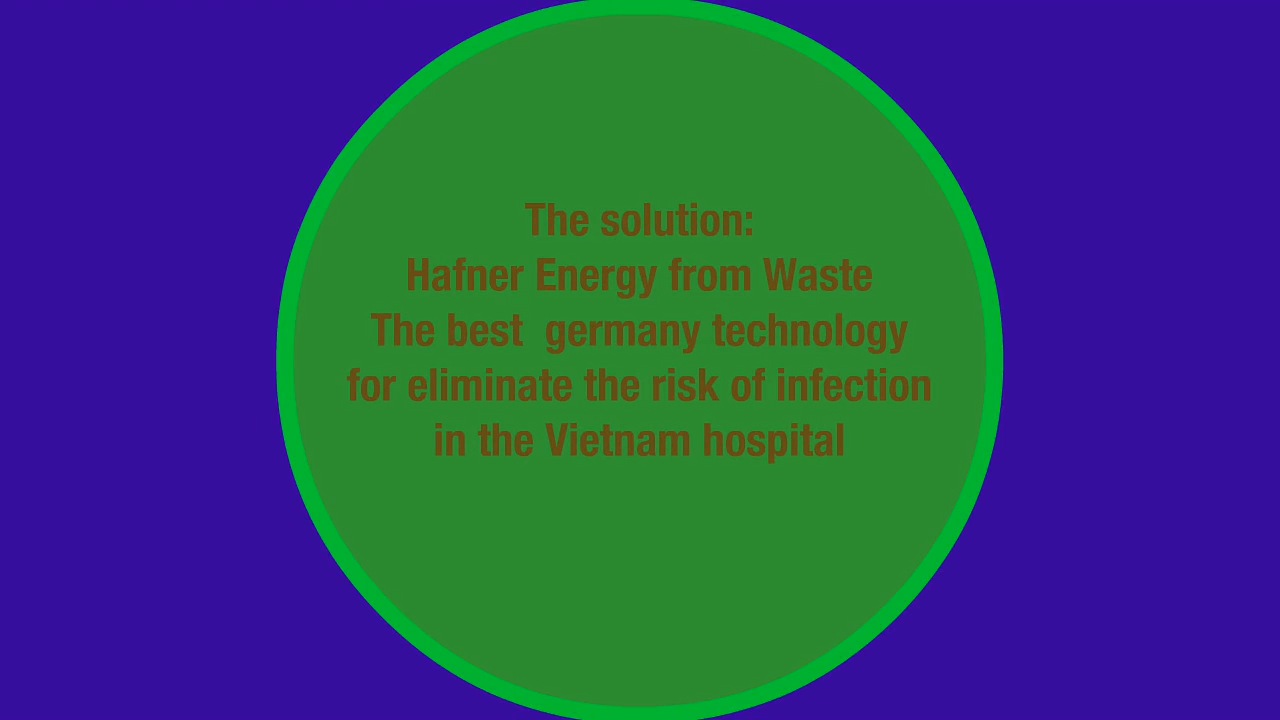 The solution:
Hafner Energy from Waste
The best  germany technology
for eliminate the risk of infection
in the Vietnam hospital